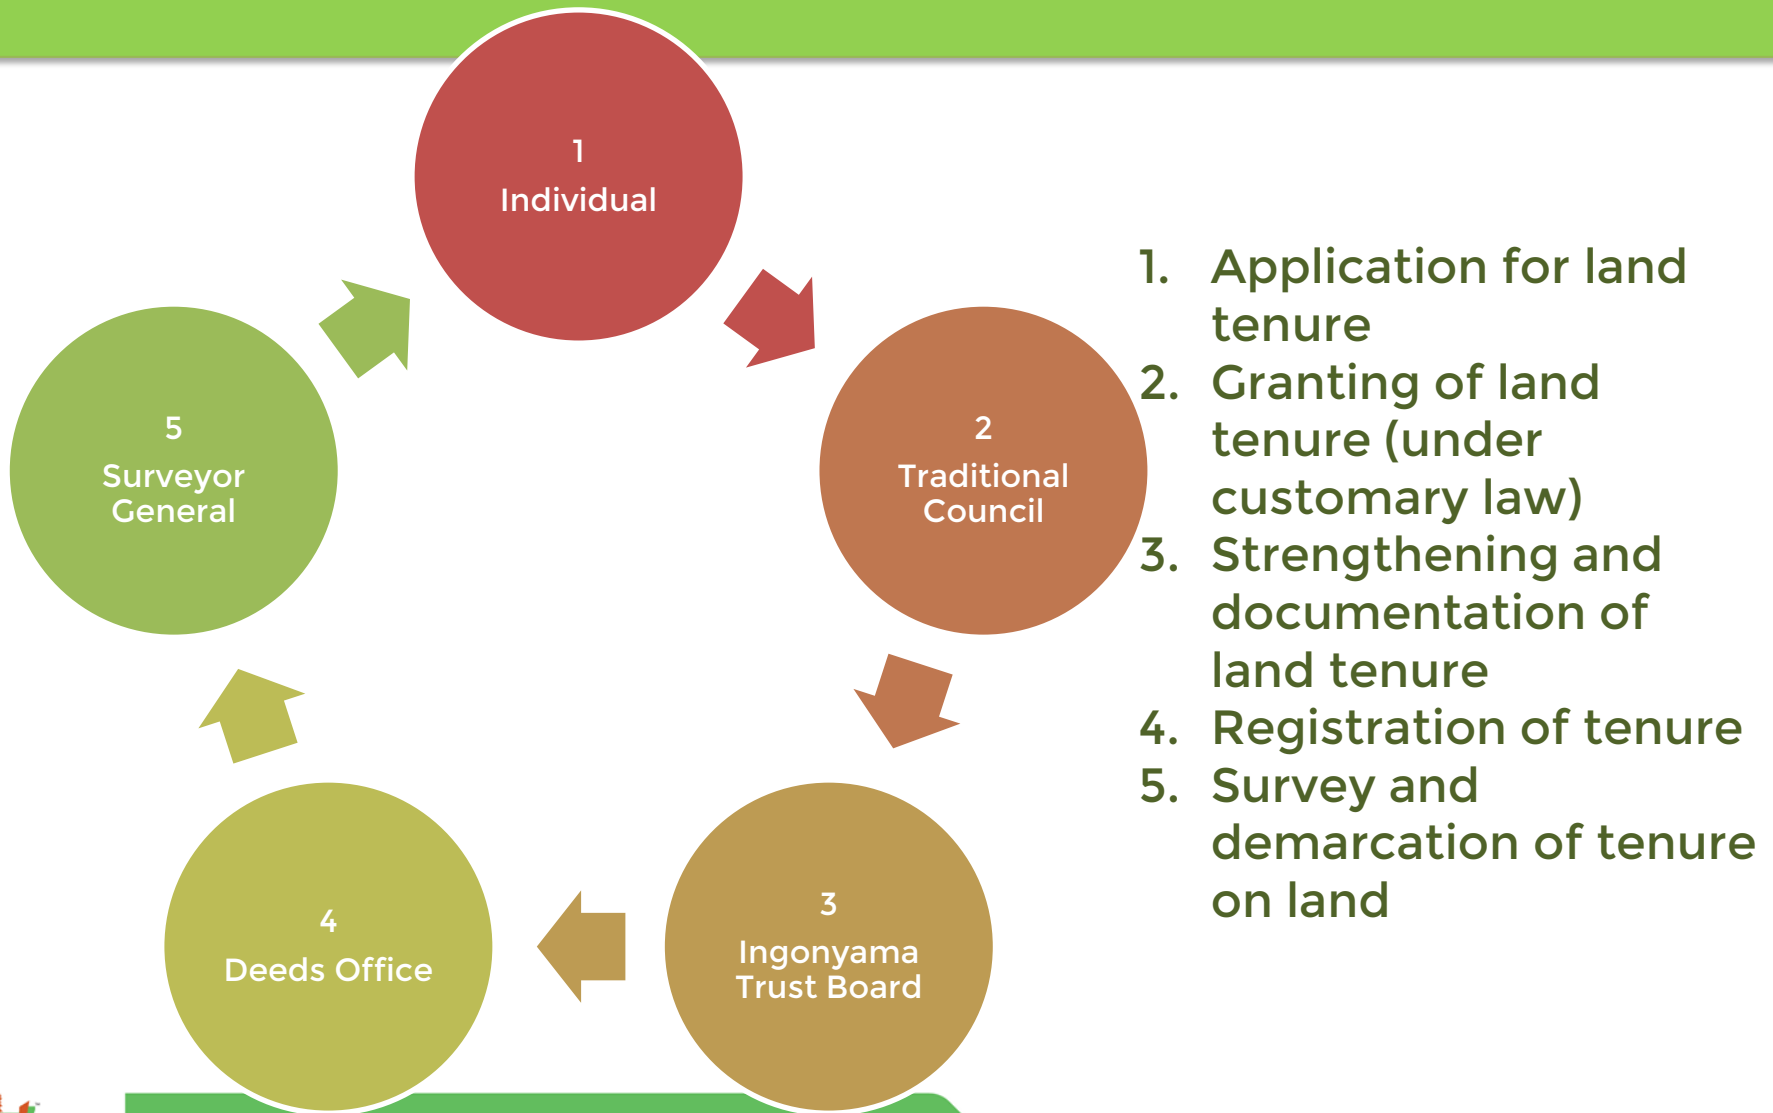 1
Individual
2
Traditional
Council
3
Ingonyama
Trust Board
4
Deeds Office
5
Surveyor
General
1. Application for land
tenure
2. Granting of land
tenure (under
customary law)
3. Strengthening and
documentation of
land tenure
4. Registration of tenure
5. Survey and
demarcation of tenure
on land